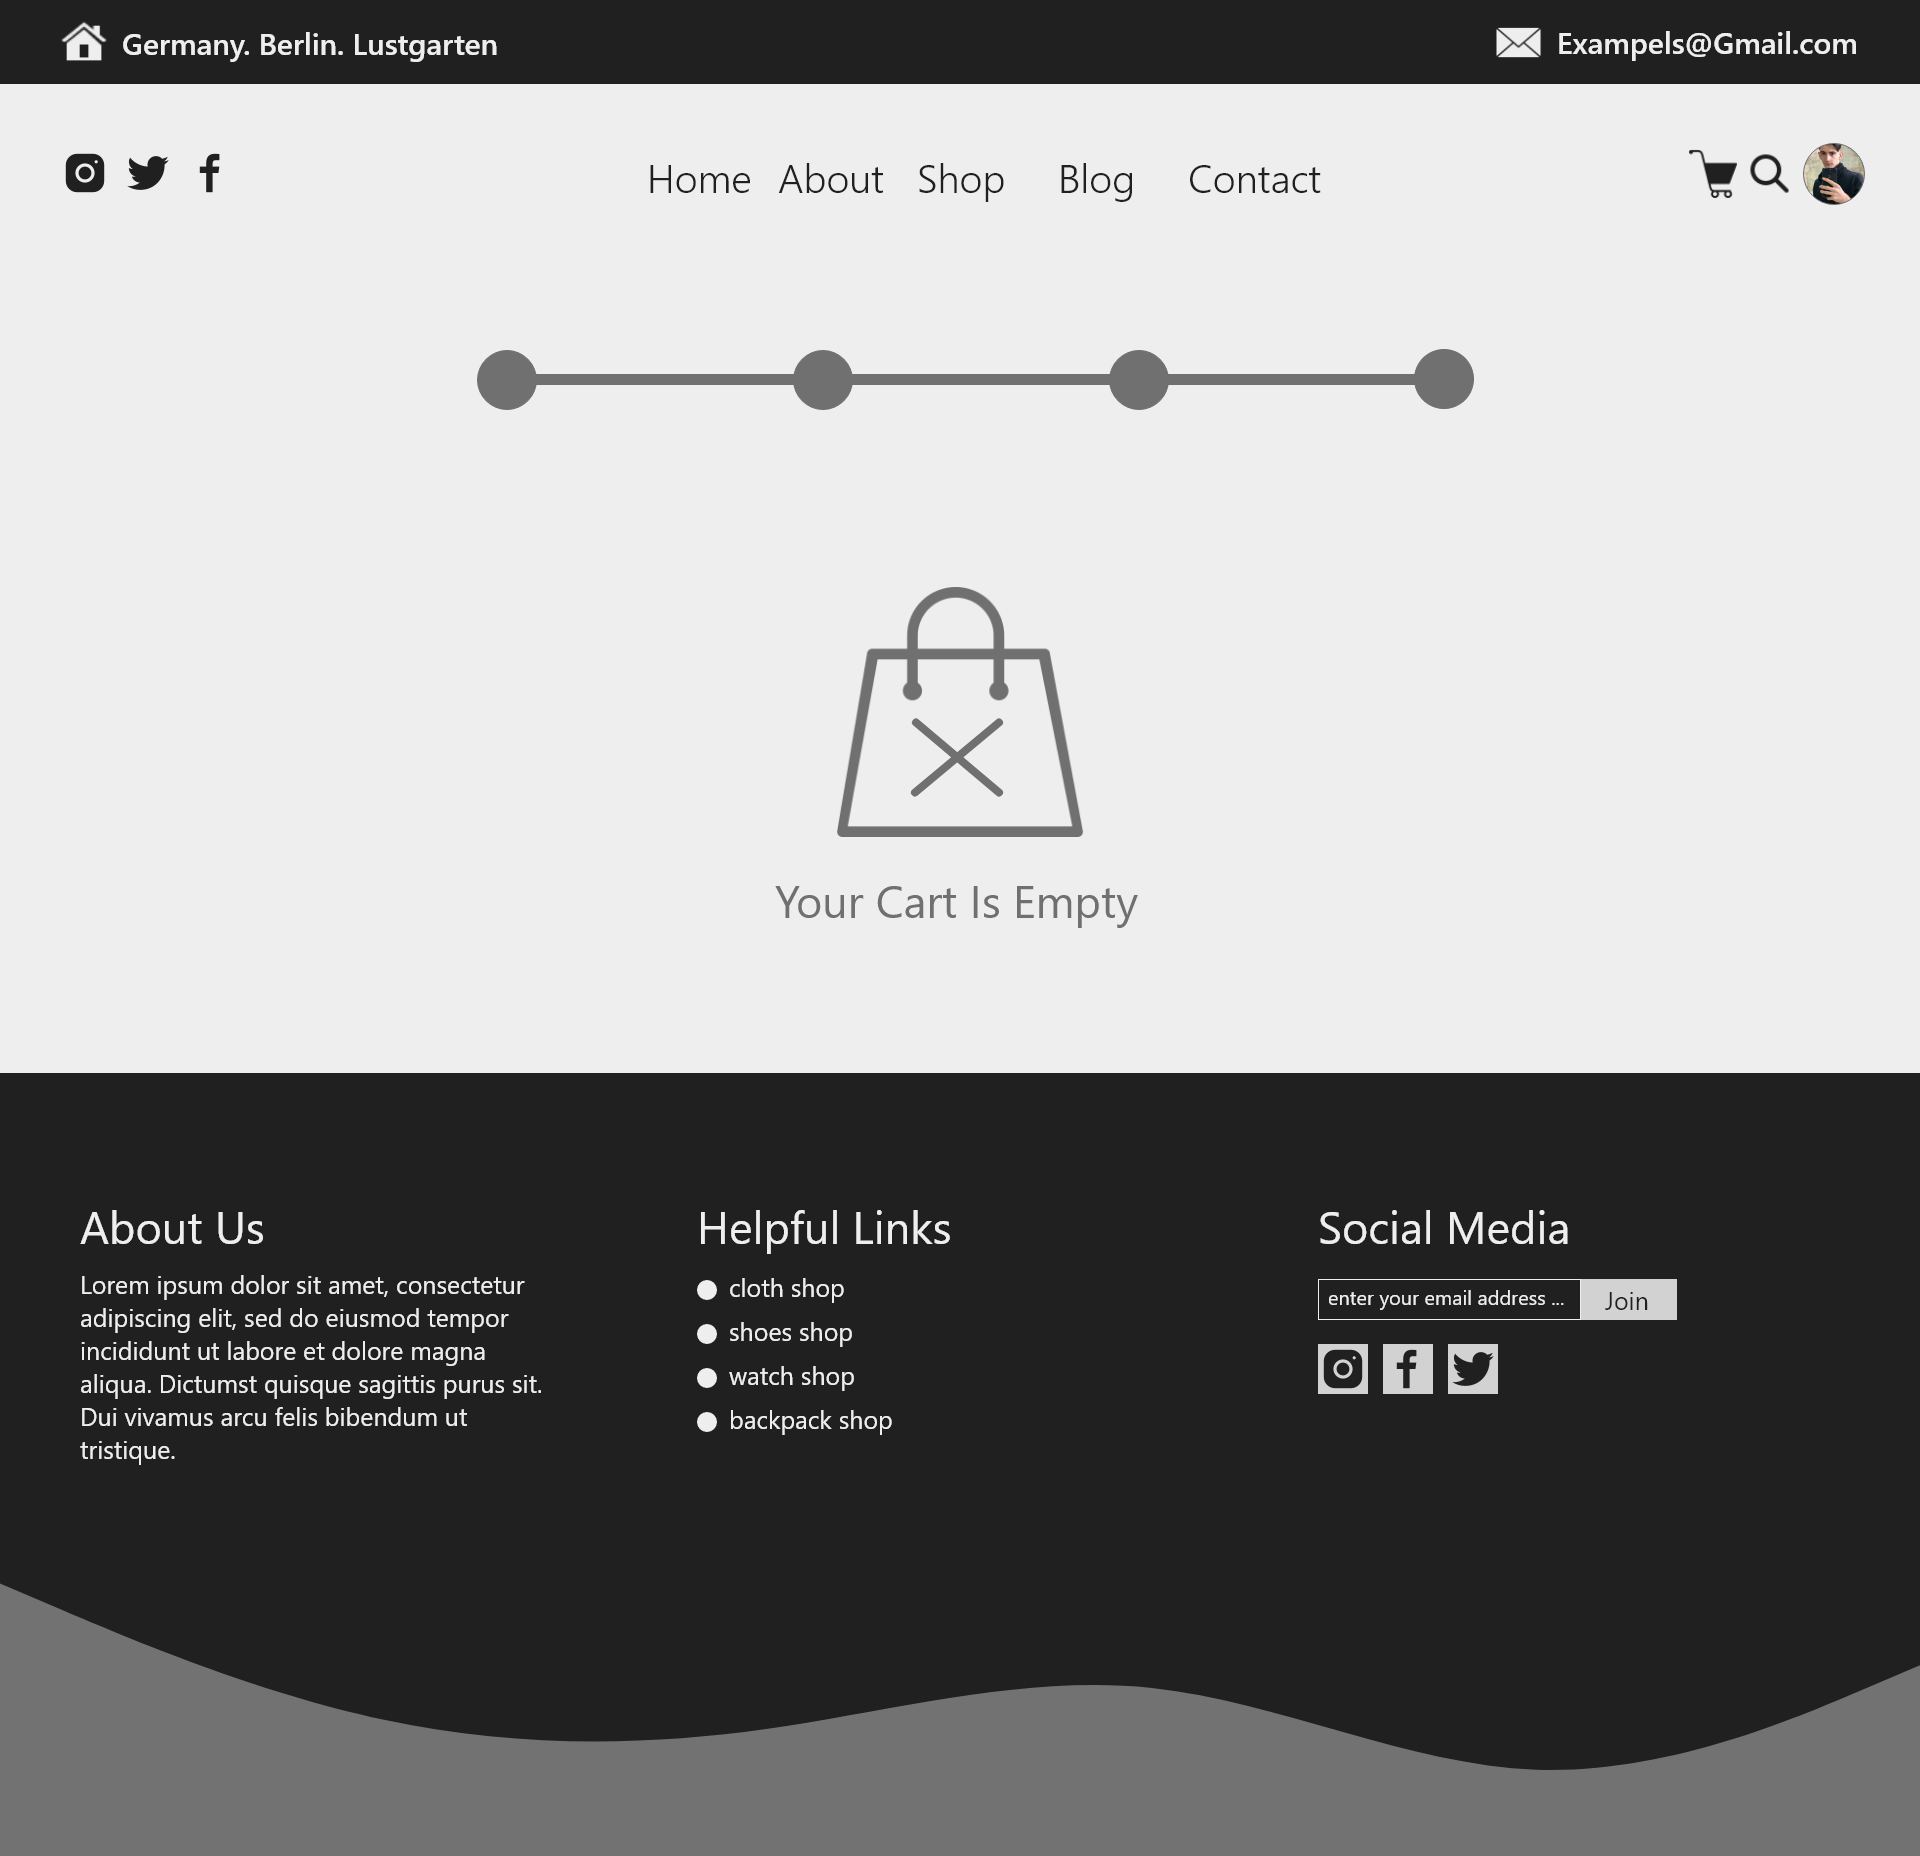 Germany. Berlin. Lustgarten
Exampels@Gmail.com
Home About Shop Blog Contact
Your Cart Is Empty
About Us
Lorem ipsum dolor sit amet, consectetur
adipiscing elit, sed do eiusmod tempor
incididunt ut labore et dolore magna
aliqua. Dictumst quisque sagittis purus sit.
Dui vivamus arcu felis bibendum ut
tristique.
Helpful Links
cloth shop
shoes shop
watch shop
backpack shop
Social Media
enter your email address ...
Join